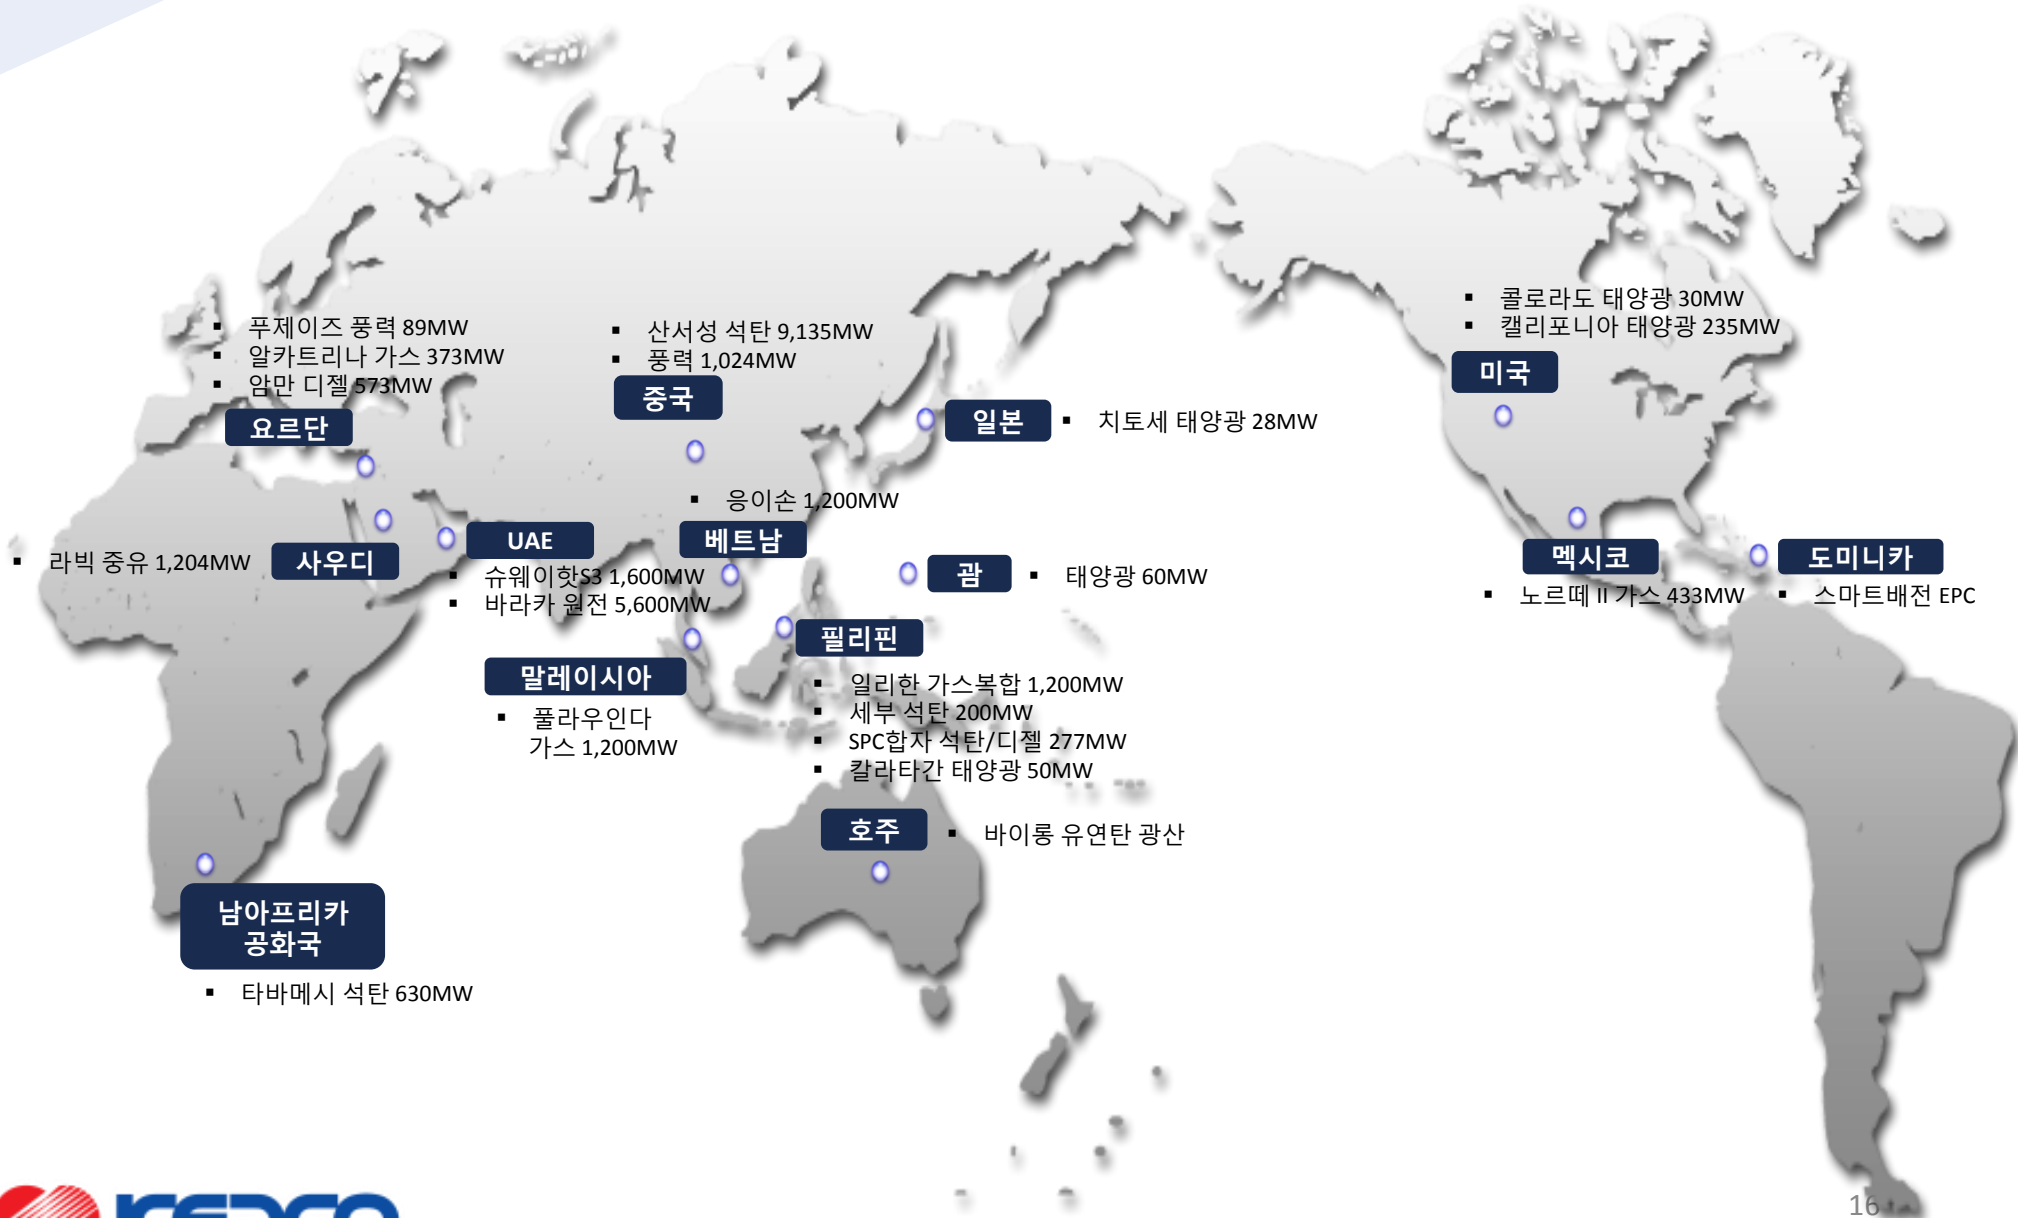 푸제이즈 풍력 89MW
알카트리나 가스 373MW
암만 디젤 573MW
요르단
산서성 석탄 9,135MW
풍력 1,024MW
중국
일본
치토세 태양광 28MW
콜로라도 태양광 30MW
캘리포니아 태양광 235MW
미국
라빅 중유 1,204MW
사우디
UAE
슈웨이핫S3 1,600MW
바라카 원전 5,600MW
응이손 1,200MW
베트남
괌
태양광 60MW
멕시코
노르떼 II 가스 433MW
도미니카
스마트배전 EPC
말레이시아
풀라우인다
가스 1,200MW
필리핀
일리한 가스복합 1,200MW
세부 석탄 200MW
SPC합자 석탄/디젤 277MW
칼라타간 태양광 50MW
호주
바이롱 유연탄 광산
남아프리카
공화국
타바메시 석탄 630MW
KEPCO
16